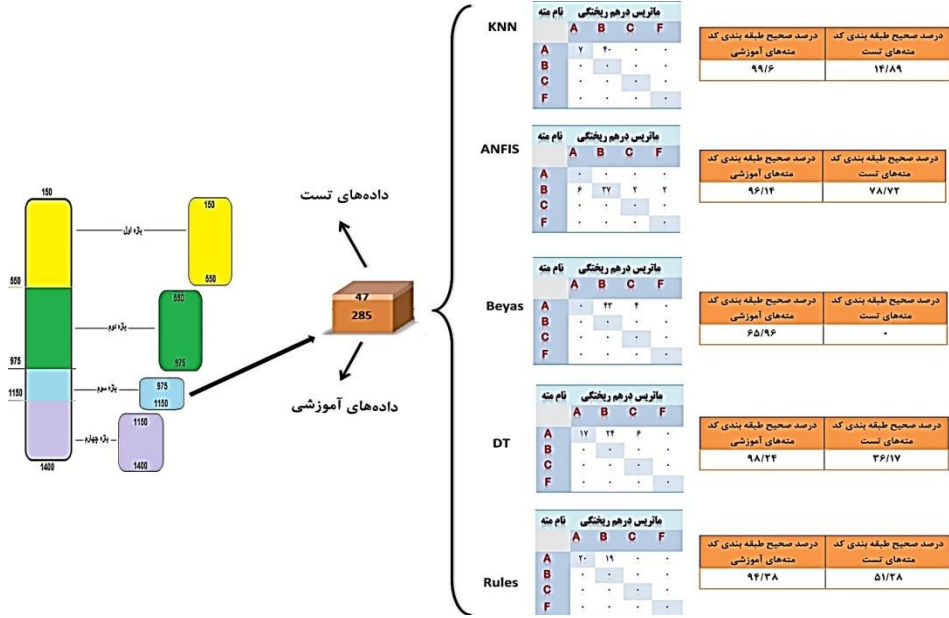 150
بازه اول
550
150
550
بازه دوم
975
550
975
بازه سوم
1150
975
1150
بازه چهارم
1400
1150
1400
داده‌های تست
47
285
داده‌های آموزشی
KNN
نام مته ماتریس درهم ریختگی
A B C F
A ۷ ۴۰ ۰ ۰
B ۰ ۰ ۰ ۰
C ۰ ۰ ۰ ۰
F ۰ ۰ ۰ ۰
درصد صحیح طبقه بندی کد
مته‌های آموزشی
درصد صحیح طبقه بندی کد
مته‌های تست
۹۹/۶ ۱۴/۸۹
ANFIS
نام مته ماتریس درهم ریختگی
A B C F
A ۰ ۰ ۰ ۰
B ۶ ۳۷ ۲ ۲
C ۰ ۰ ۰ ۰
F ۰ ۰ ۰ ۰
درصد صحیح طبقه بندی کد
مته‌های آموزشی
درصد صحیح طبقه بندی کد
مته‌های تست
۹۶/۱۴ ۷۸/۷۲
Beyas
نام مته ماتریس درهم ریختگی
A B C F
A ۰ ۴۳ ۴ ۰
B ۰ ۰ ۰ ۰
C ۰ ۰ ۰ ۰
F ۰ ۰ ۰ ۰
درصد صحیح طبقه بندی کد
مته‌های آموزشی
درصد صحیح طبقه بندی کد
مته‌های تست
۶۵/۹۶ ۰
DT
نام مته ماتریس درهم ریختگی
A B C F
A ۱۷ ۲۴ ۶ ۰
B ۰ ۰ ۰ ۰
C ۰ ۰ ۰ ۰
F ۰ ۰ ۰ ۰
درصد صحیح طبقه بندی کد
مته‌های آموزشی
درصد صحیح طبقه بندی کد
مته‌های تست
۹۸/۲۴ ۳۶/۱۷
Rules
نام مته ماتریس درهم ریختگی
A B C F
A ۲۰ ۱۹ ۰ ۰
B ۰ ۰ ۰ ۰
C ۰ ۰ ۰ ۰
F ۰ ۰ ۰ ۰
درصد صحیح طبقه بندی کد
مته‌های آموزشی
درصد صحیح طبقه بندی کد
مته‌های تست
۹۴/۳۸ ۵۱/۲۸